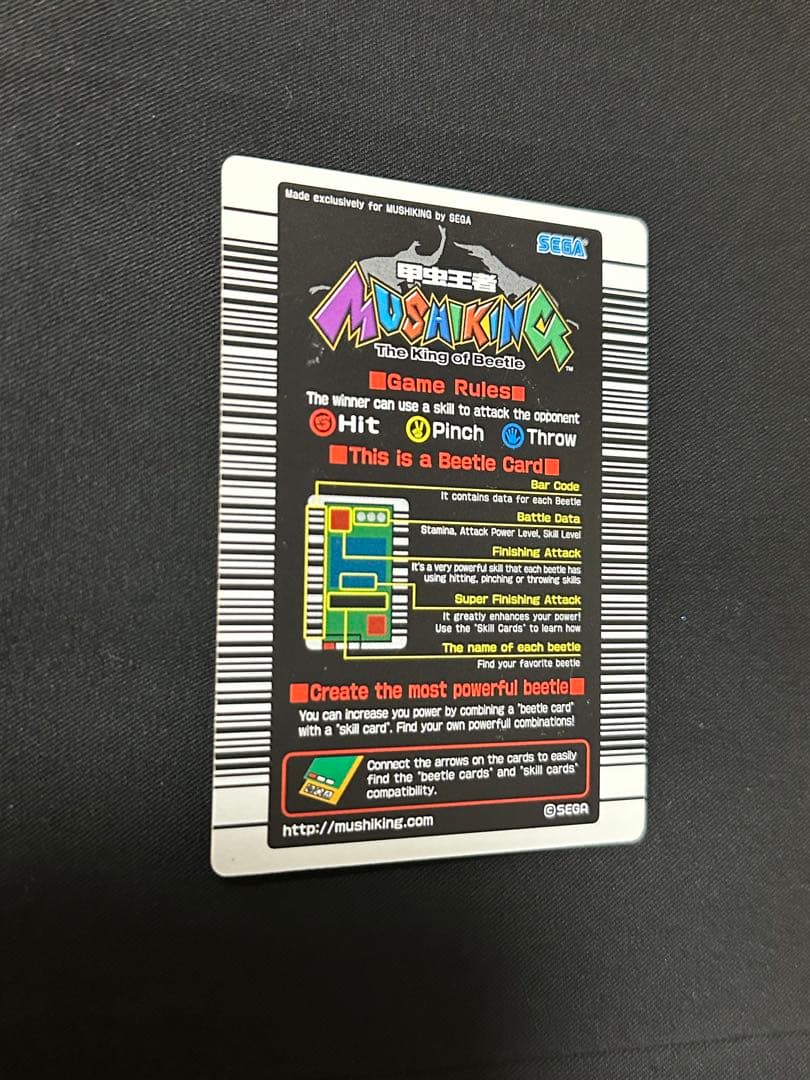 Made exclusively for MUSHIKING by SEGA
SEGA
甲虫王者
MUSHIKING
The King of Beetle
TM
■Game Rules■
The winner can use a skill to attack the opponent
Hit Pinch Throw
■This is a Beetle Card■
Bar Code
It contains data for each Beetle
Battle Data
Stamina, Attack Power Level, Skill Level
Finishing Attack
It's a very powerful skill that each beetle has
using hitting, pinching or throwing skills
Super Finishing Attack
It greatly enhances your power!
Use the "Skill Cards" to learn how
The name of each beetle
Find your favorite beetle
■Create the most powerful beetle■
You can increase you power by combining a "beetle card"
with a "skill card". Find your own powerfull combinations!
Connect the arrows on the cards to easily
find the "beetle cards" and "skill cards"
compatibility.
http://mushiking.com
©SEGA